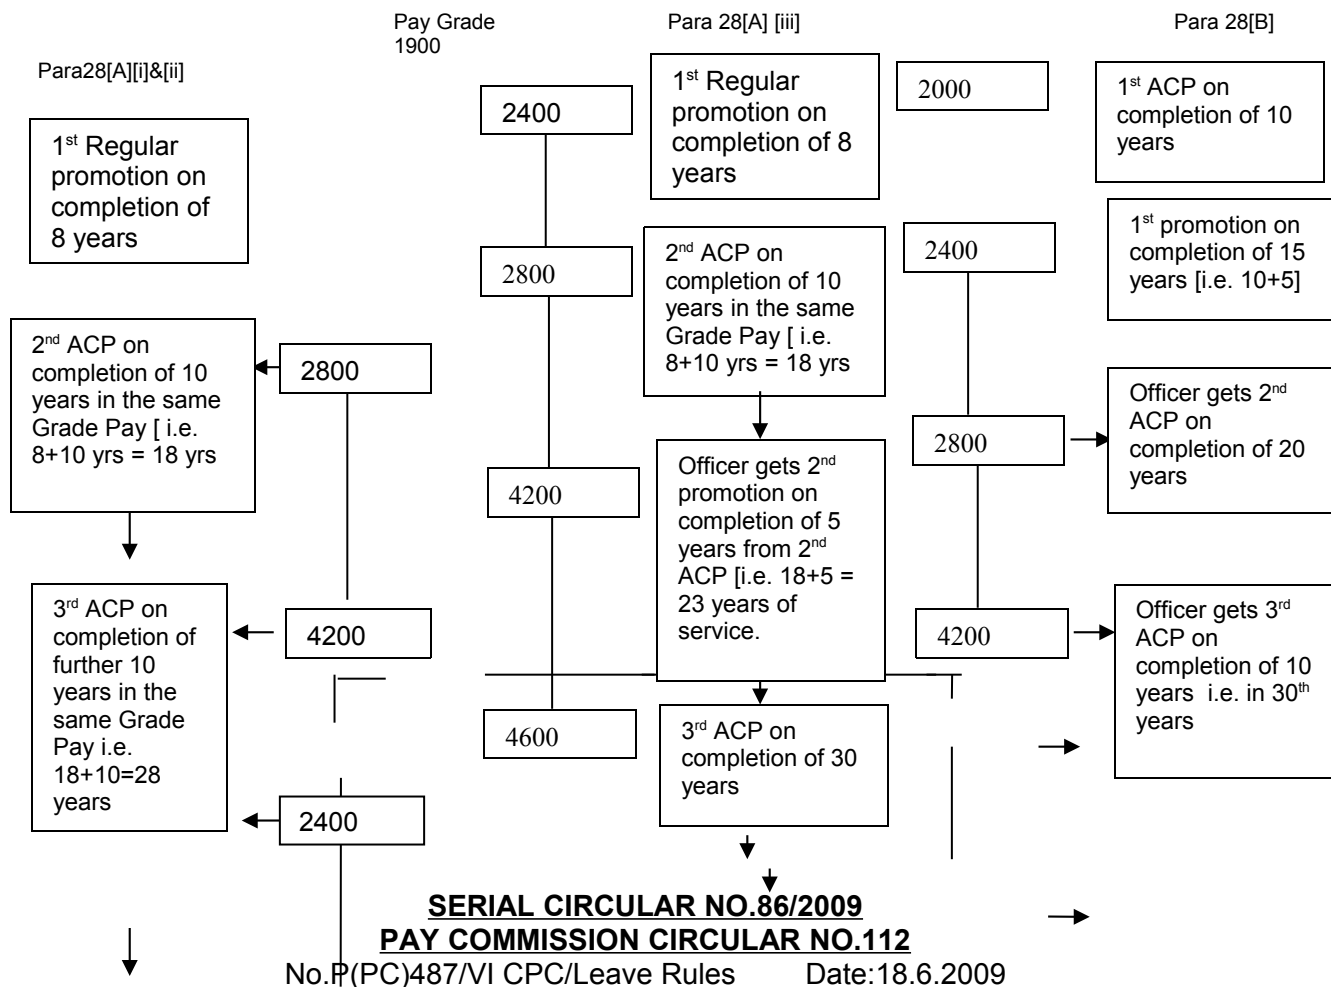 Pay Grade
1900
Para 28[A] [iii]
Para 28[B]
Para28[A][i]&[ii]
1st Regular
promotion on
completion of
8 years
2nd ACP on
completion of 10
years in the same
Grade Pay [ i.e.
8+10 yrs = 18 yrs
3rd ACP on
completion of
further 10
years in the
same Grade
Pay i.e.
18+10=28
years
2800
4200
2400
2400
2800
4200
4600
1st Regular
promotion on
completion of 8
years
2nd ACP on
completion of 10
years in the same
Grade Pay [ i.e.
8+10 yrs = 18 yrs
Officer gets 2nd
promotion on
completion of 5
years from 2nd
ACP [i.e. 18+5 =
23 years of
service.
3rd ACP on
completion of 30
years
2000
2400
2800
4200
1st ACP on
completion of 10
years
1st promotion on
completion of 15
years [i.e. 10+5]
Officer gets 2nd
ACP on
completion of 20
years
Officer gets 3rd
ACP on
completion of 10
years i.e. in 30th
years
SERIAL CIRCULAR NO.86/2009
PAY COMMISSION CIRCULAR NO.112
No.P(PC)487/VI CPC/Leave Rules Date:18.6.2009